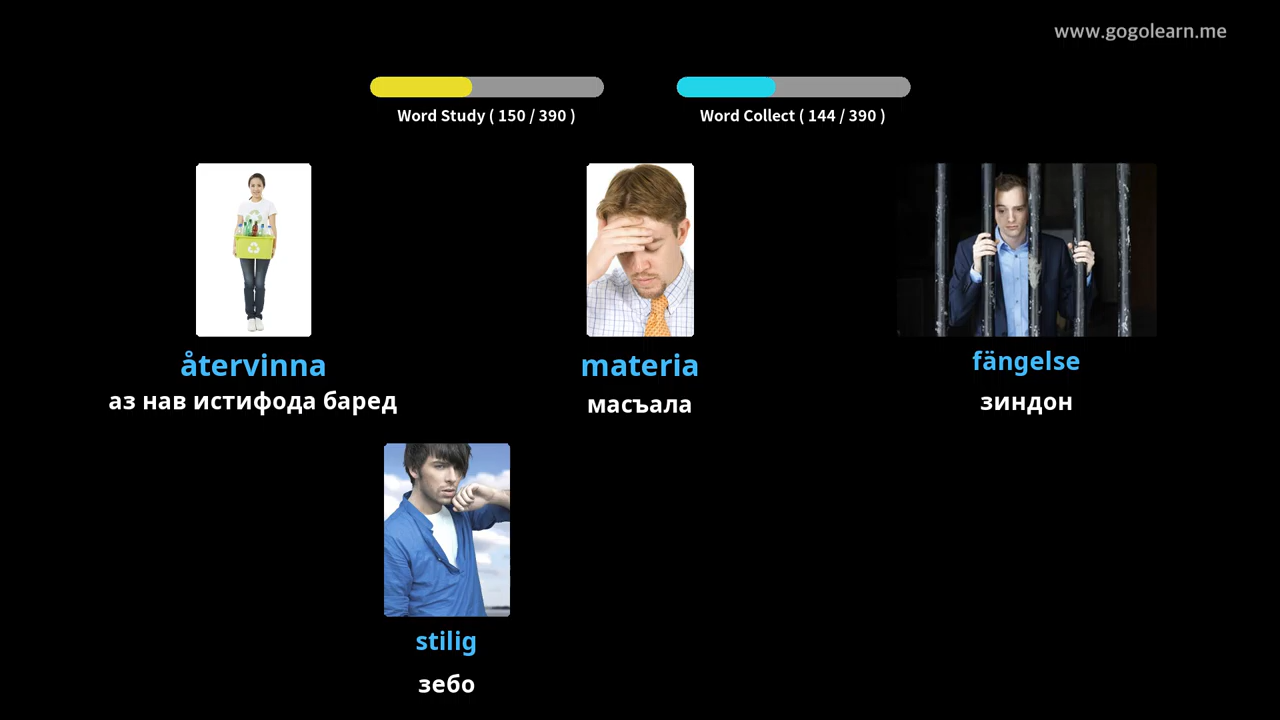 www.gogolearn.me
Word Study ( 150 / 390 )
Word Collect ( 144 / 390 )
återvinna
аз нав истифода баред
materia
масъала
fängelse
зиндон
stilig
зебо